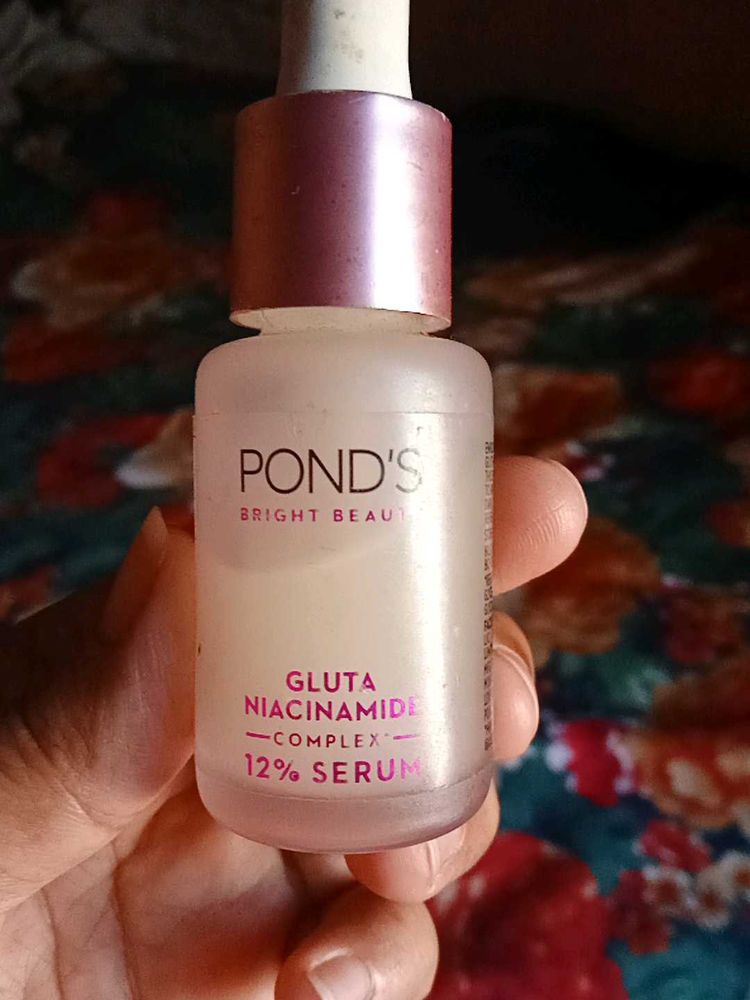 POND'S
BRIGHT BEAUT
GLUTA
NIACINAMIDE
COMPLEX*
12% SERUM